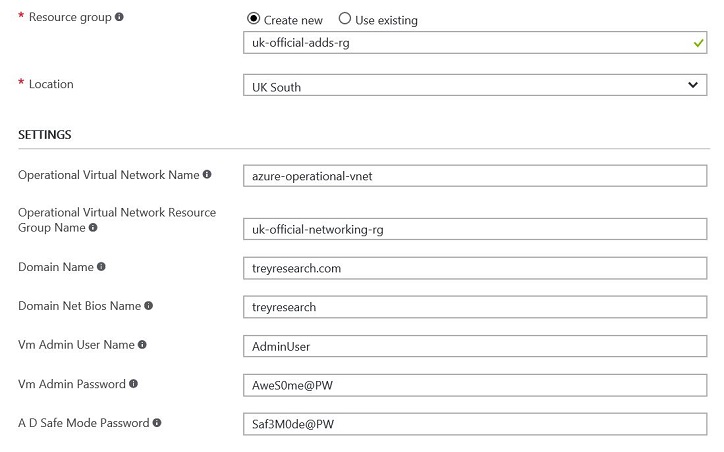 * Resource group
Create new
Use existing
uk-official-adds-rg
* Location
UK South
SETTINGS
Operational Virtual Network Name
azure-operational-vnet
Operational Virtual Network Resource
Group Name
uk-official-networking-rg
Domain Name
treyresearch.com
Domain Net Bios Name
treyresearch
Vm Admin User Name
AdminUser
Vm Admin Password
AweS0me@PW
A D Safe Mode Password
Saf3M0de@PW